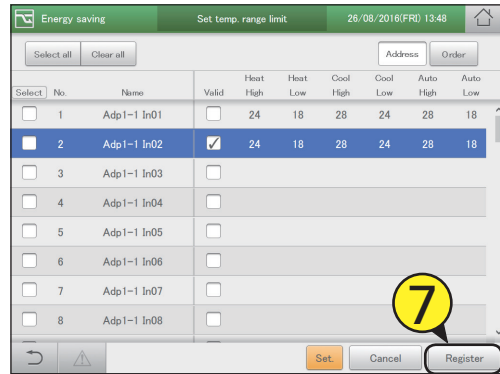 Energy saving Set temp. range limit 26/08/2016(FRI) 13:48
Select all Clear all Address Order
Heat Heat Cool Cool Auto Auto
Select No. Name Valid High Low High Low High Low
1 Adp1-1 In01 24 18 28 24 28 18
2 Adp1-1 In02 24 18 28 24 28 18
3 Adp1-1 In03
4 Adp1-1 In04
5 Adp1-1 In05
6 Adp1-1 In06
7 Adp1-1 In07
8 Adp1-1 In08
7
Set. Cancel Register